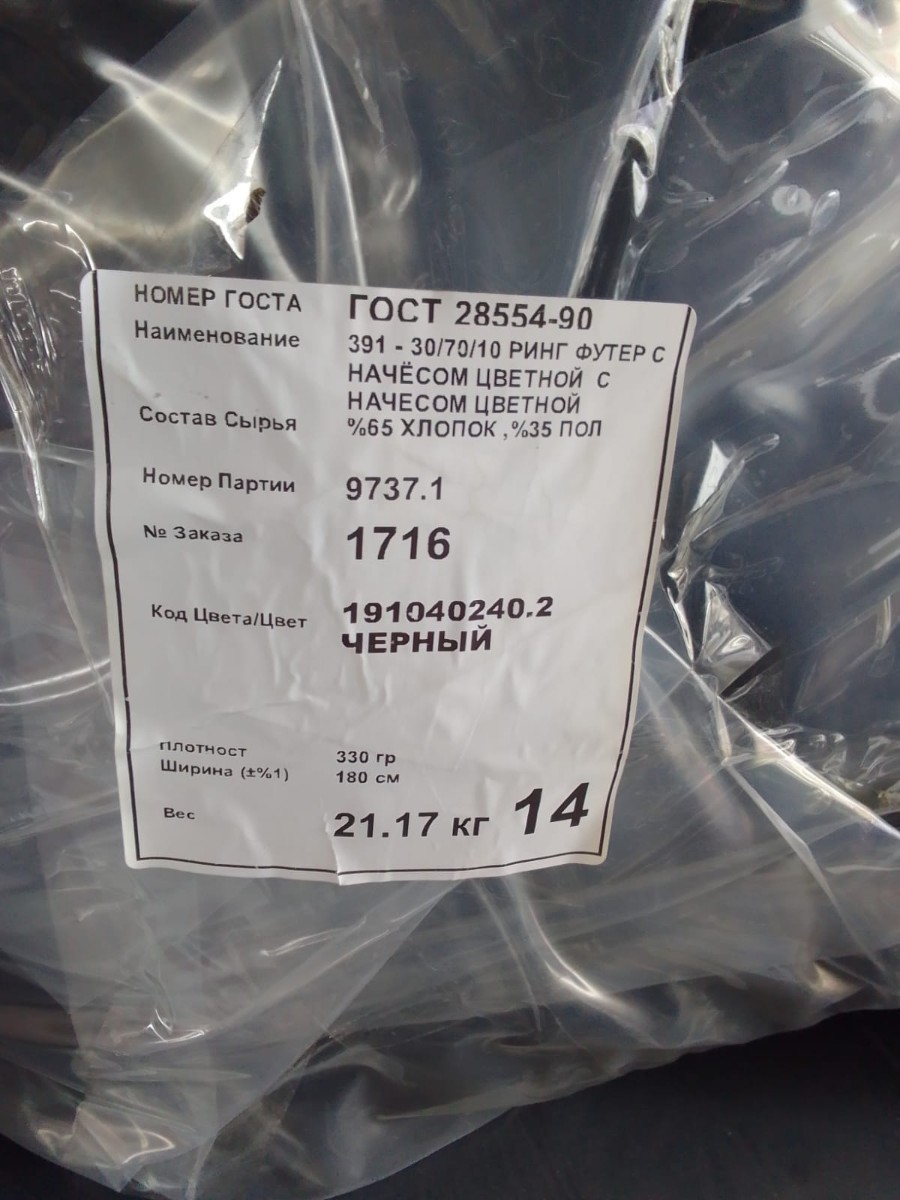 НОМЕР ГОСТА ГОСТ 28554-90
Наименование 391 - 30/70/10 РИНГ ФУТЕР С
НАЧЁСОМ ЦВЕТНОЙ С
НАЧЕСОМ ЦВЕТНОЙ
Состав Сырья %65 ХЛОПОК ,%35 ПОЛ
Номер Партии 9737.1
№ Заказа 1716
Код Цвета/Цвет 191040240.2
ЧЕРНЫЙ
Плотност 330 гр
Ширина (±%1) 180 см
Вес 21.17 кг 14